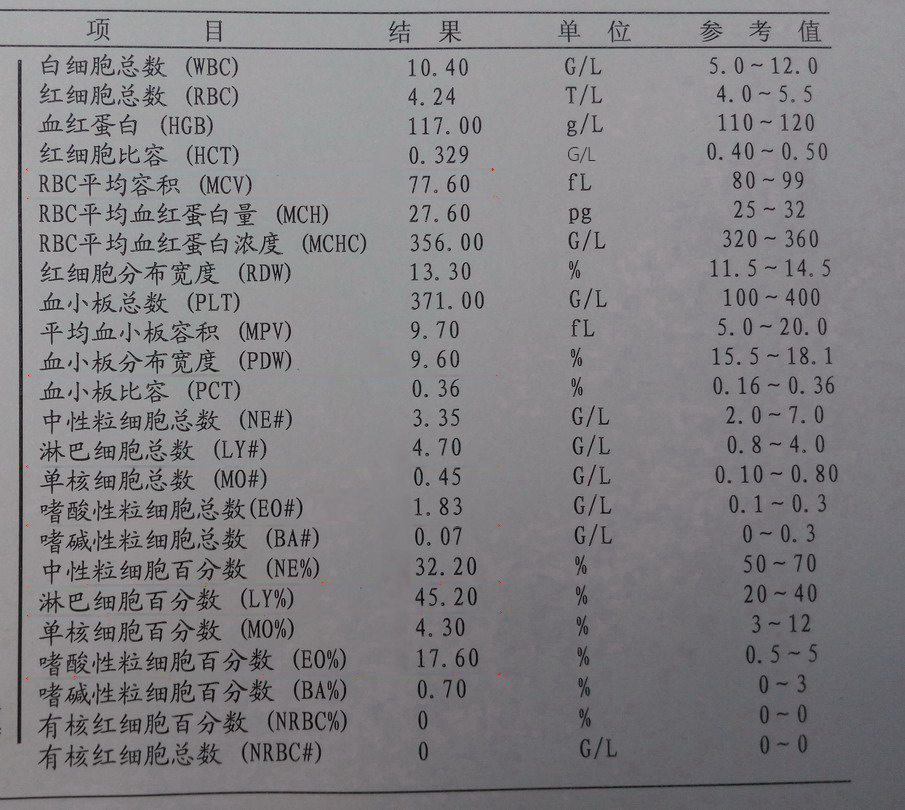 项 目 结 果 单 位 参 考 值
白细胞总数 (WBC) 10.40 G/L 5.0~12.0
红细胞总数 (RBC) 4.24 T/L 4.0~5.5
血红蛋白 (HGB) 117.00 g/L 110~120
红细胞比容 (HCT) 0.329 G/L 0.40~0.50
RBC平均容积 (MCV) 77.60 fL 80~99
RBC平均血红蛋白量 (MCH) 27.60 pg 25~32
RBC平均血红蛋白浓度 (MCHC) 356.00 G/L 320~360
红细胞分布宽度 (RDW) 13.30 % 11.5~14.5
血小板总数 (PLT) 371.00 G/L 100~400
平均血小板容积 (MPV) 9.70 fL 5.0~20.0
血小板分布宽度 (PDW) 9.60 % 15.5~18.1
血小板比容 (PCT) 0.36 % 0.16~0.36
中性粒细胞总数 (NE#) 3.35 G/L 2.0~7.0
淋巴细胞总数 (LY#) 4.70 G/L 0.8~4.0
单核细胞总数 (MO#) 0.45 G/L 0.10~0.80
嗜酸性粒细胞总数(EO#) 1.83 G/L 0.1~0.3
嗜碱性粒细胞总数 (BA#) 0.07 G/L 0~0.3
中性粒细胞百分数 (NE%) 32.20 % 50~70
淋巴细胞百分数 (LY%) 45.20 % 20~40
单核细胞百分数 (MO%) 4.30 % 3~12
嗜酸性粒细胞百分数 (EO%) 17.60 % 0.5~5
嗜碱性粒细胞百分数 (BA%) 0.70 % 0~3
有核红细胞百分数 (NRBC%) 0 % 0~0
有核红细胞总数 (NRBC#) 0 G/L 0~0